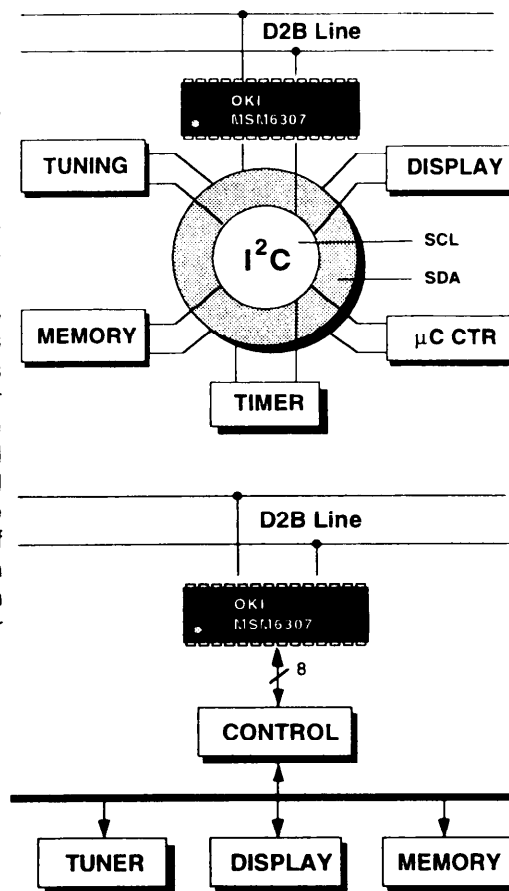 D2B Line
OKI
MSM6307
TUNING
DISPLAY
I²C
SCL
SDA
MEMORY
µC CTR
TIMER
D2B Line
OKI
MSM6307
8
CONTROL
TUNER
DISPLAY
MEMORY